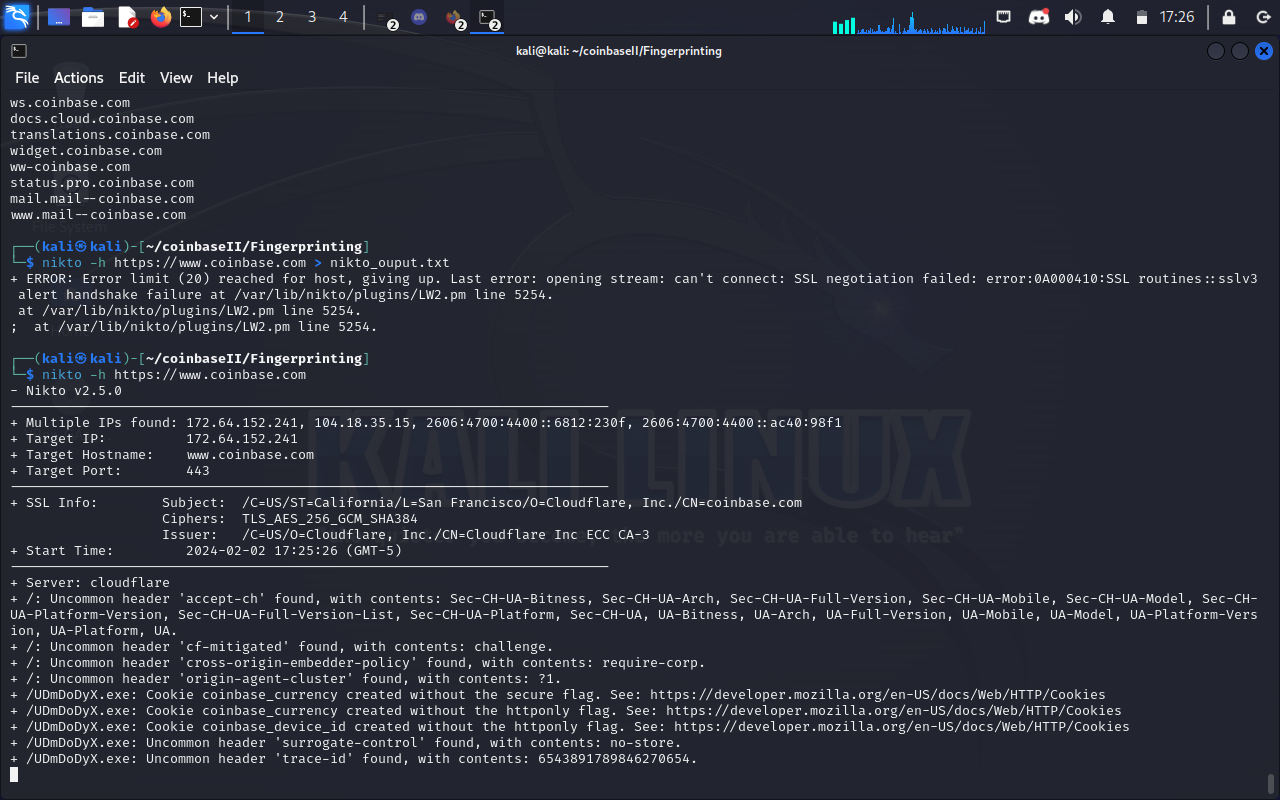 1 2 3 4 2 2 2 17:26
kali@kali: ~/coinbaseII/Fingerprinting
File Actions Edit View Help
ws.coinbase.com
docs.cloud.coinbase.com
translations.coinbase.com
widget.coinbase.com
ww-coinbase.com
status.pro.coinbase.com
mail.mail--coinbase.com
www.mail--coinbase.com
File System
┌──(kali㉿kali)-[~/coinbaseII/Fingerprinting]
└─$ nikto -h https://www.coinbase.com > nikto_ouput.txt
+ ERROR: Error limit (20) reached for host, giving up. Last error: opening stream: can't connect: SSL negotiation failed: error:0A000410:SSL routines::sslv3
 alert handshake failure at /var/lib/nikto/plugins/LW2.pm line 5254.
 at /var/lib/nikto/plugins/LW2.pm line 5254.
;  at /var/lib/nikto/plugins/LW2.pm line 5254.
┌──(kali㉿kali)-[~/coinbaseII/Fingerprinting]
└─$ nikto -h https://www.coinbase.com
- Nikto v2.5.0
---------------------------------------------------------------------------
+ Multiple IPs found: 172.64.152.241, 104.18.35.15, 2606:4700:4400::6812:230f, 2606:4700:4400::ac40:98f1
+ Target IP:          172.64.152.241
+ Target Hostname:    www.coinbase.com
+ Target Port:        443
---------------------------------------------------------------------------
+ SSL Info:        Subject:  /C=US/ST=California/L=San Francisco/O=Cloudflare, Inc./CN=coinbase.com
                   Ciphers:  TLS_AES_256_GCM_SHA384
                   Issuer:   /C=US/O=Cloudflare, Inc./CN=Cloudflare Inc ECC CA-3
+ Start Time:         2024-02-02 17:25:26 (GMT-5)
---------------------------------------------------------------------------
+ Server: cloudflare
+ /: Uncommon header 'accept-ch' found, with contents: Sec-CH-UA-Bitness, Sec-CH-UA-Arch, Sec-CH-UA-Full-Version, Sec-CH-UA-Mobile, Sec-CH-UA-Model, Sec-CH-
UA-Platform-Version, Sec-CH-UA-Full-Version-List, Sec-CH-UA-Platform, Sec-CH-UA, UA-Bitness, UA-Arch, UA-Full-Version, UA-Mobile, UA-Model, UA-Platform-Vers
ion, UA-Platform, UA.
+ /: Uncommon header 'cf-mitigated' found, with contents: challenge.
+ /: Uncommon header 'cross-origin-embedder-policy' found, with contents: require-corp.
+ /: Uncommon header 'origin-agent-cluster' found, with contents: ?1.
+ /UDmDoDyX.exe: Cookie coinbase_currency created without the secure flag. See: https://developer.mozilla.org/en-US/docs/Web/HTTP/Cookies
+ /UDmDoDyX.exe: Cookie coinbase_currency created without the httponly flag. See: https://developer.mozilla.org/en-US/docs/Web/HTTP/Cookies
+ /UDmDoDyX.exe: Cookie coinbase_device_id created without the httponly flag. See: https://developer.mozilla.org/en-US/docs/Web/HTTP/Cookies
+ /UDmDoDyX.exe: Uncommon header 'surrogate-control' found, with contents: no-store.
+ /UDmDoDyX.exe: Uncommon header 'trace-id' found, with contents: 6543891789846270654.
KALI LINUX
more you are able to hear"